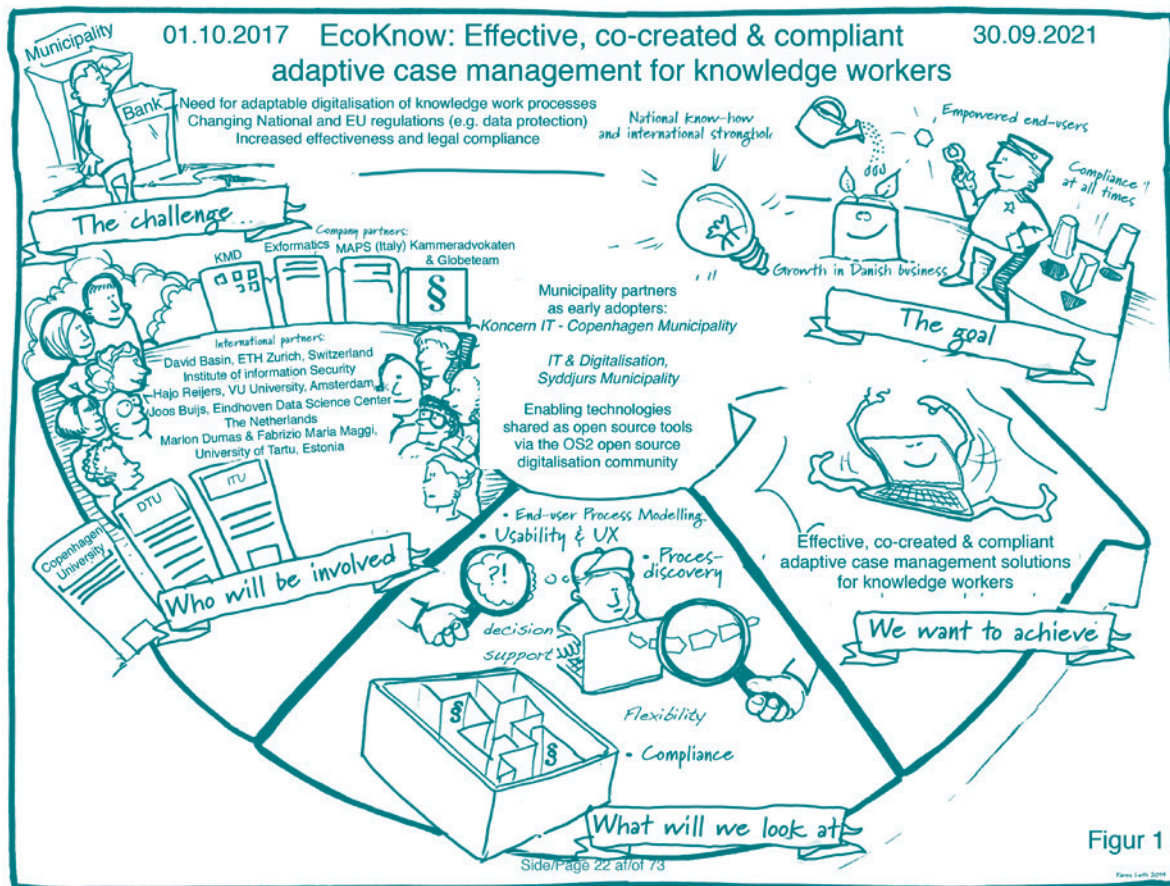 Municipality
Bank
01.10.2017
EcoKnow: Effective, co-created & compliant
adaptive case management for knowledge workers
30.09.2021
Need for adaptable digitalisation of knowledge work processes
Changing National and EU regulations (e.g. data protection)
Increased effectiveness and legal compliance
The challenge
National know-how
and international stronghold
Empowered end-users
Compliance
at all times
Growth in Danish business
The goal
Company partners:
KMD
Exformatics
MAPS (Italy)
Kammeradvokaten
& Globeteam
§
International partners:
David Basin, ETH Zurich, Switzerland
Institute of information Security
Hajo Reijers, VU University, Amsterdam
Joos Buijs, Eindhoven Data Science Center
The Netherlands
Marlon Dumas & Fabrizio Maria Maggi,
University of Tartu, Estonia
Copenhagen
University
DTU
ITU
Who will be involved
Municipality partners
as early adopters:
Koncern IT - Copenhagen Municipality
IT & Digitalisation,
Syddjurs Municipality
Enabling technologies
shared as open source tools
via the OS2 open source
digitalisation community
• End-user Process Modelling
• Usability & UX
?!
• Proces-
discovery
decision
support
Flexibility
• Compliance
§
§
What will we look at
Effective, co-created & compliant
adaptive case management solutions
for knowledge workers
We want to achieve
Side/Page 22 af/of 73
Figur 1